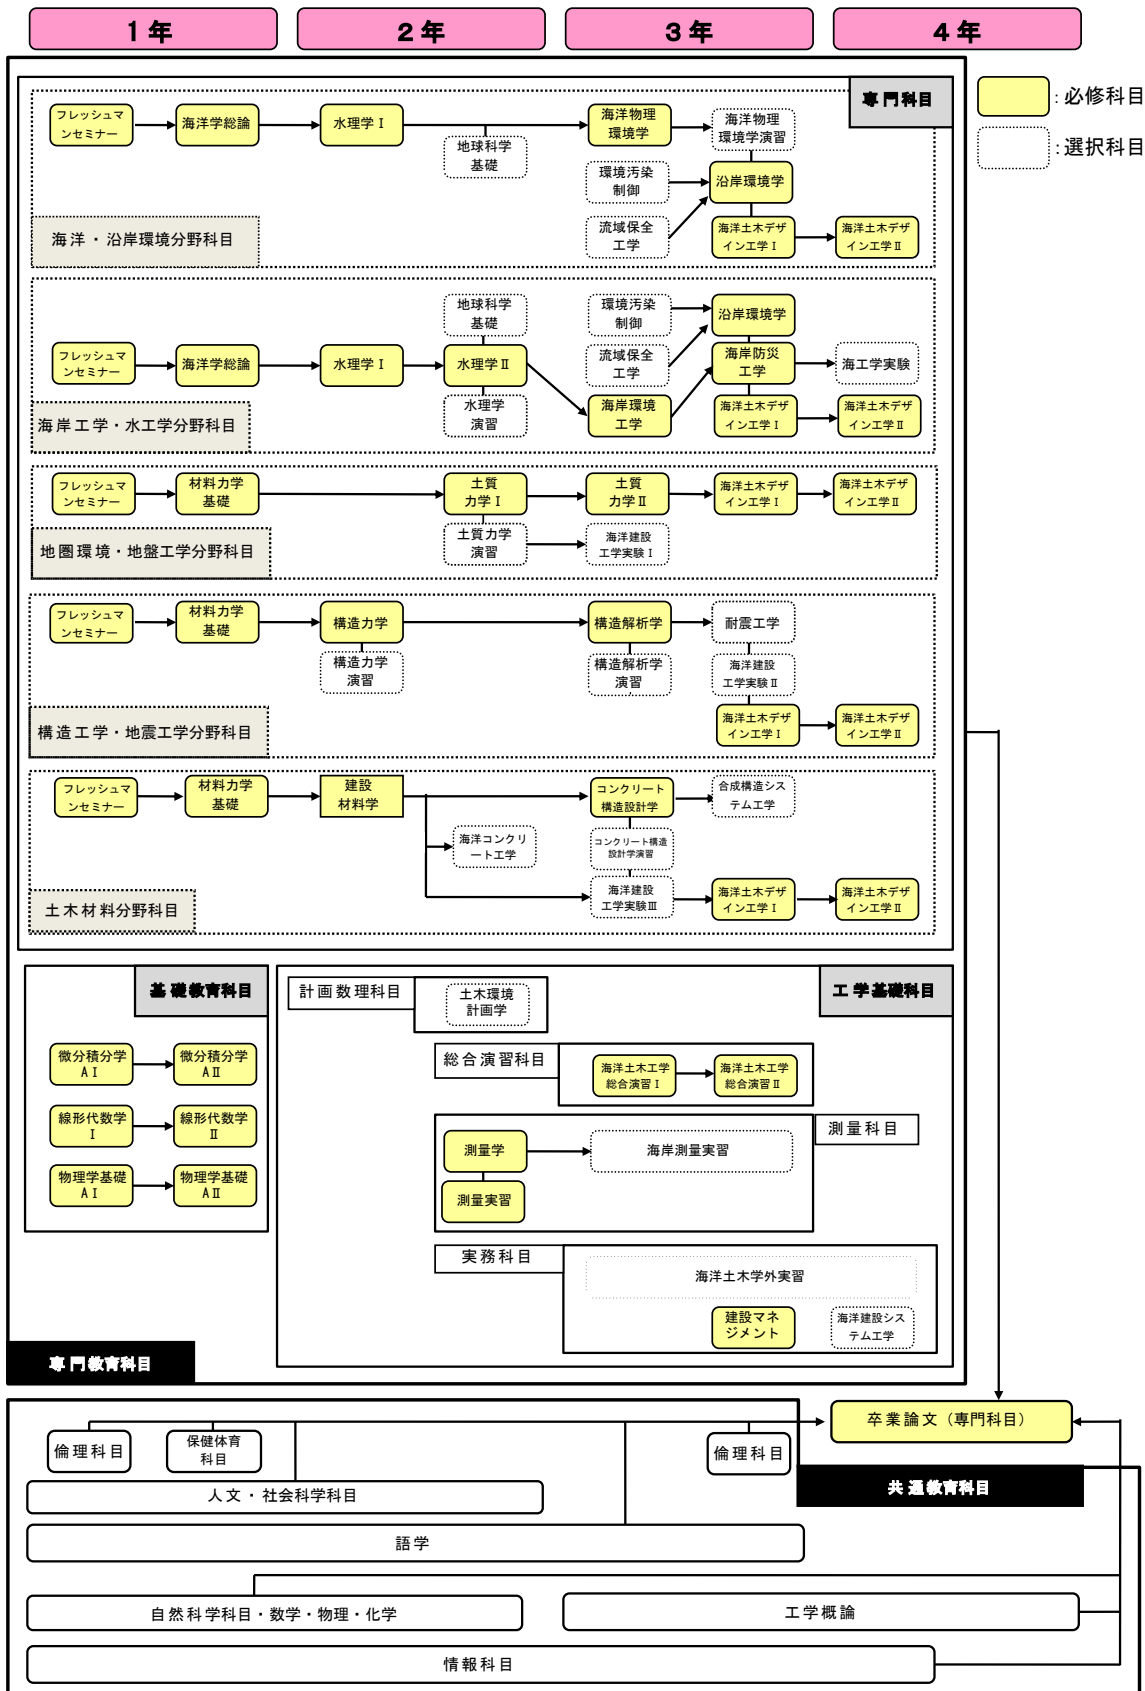 1 年
2 年
3 年
4 年
専門科目
: 必修科目
: 選択科目
フレッシュマ
ンセミナー
海洋学総論
水理学Ⅰ
地球科学
基礎
海洋物理
環境学
海洋物理
環境学演習
環境汚染
制御
沿岸環境学
流域保全
工学
海洋土木デザ
イン工学Ⅰ
海洋土木デザ
イン工学Ⅱ
海洋・沿岸環境分野科目
地球科学
基礎
環境汚染
制御
沿岸環境学
フレッシュマ
ンセミナー
海洋学総論
水理学Ⅰ
水理学Ⅱ
流域保全
工学
海岸防災
工学
海工学実験
水理学
演習
海岸環境
工学
海洋土木デザ
イン工学Ⅰ
海洋土木デザ
イン工学Ⅱ
海岸工学・水工学分野科目
フレッシュマ
ンセミナー
材料力学
基礎
土質
力学Ⅰ
土質
力学Ⅱ
海洋土木デザ
イン工学Ⅰ
海洋土木デザ
イン工学Ⅱ
土質力学
演習
海洋建設
工学実験Ⅰ
地圏環境・地盤工学分野科目
フレッシュマ
ンセミナー
材料力学
基礎
構造力学
構造解析学
耐震工学
構造力学
演習
構造解析学
演習
海洋建設
工学実験Ⅱ
海洋土木デザ
イン工学Ⅰ
海洋土木デザ
イン工学Ⅱ
構造工学・地震工学分野科目
フレッシュマ
ンセミナー
材料力学
基礎
建設
材料学
コンクリート
構造設計学
合成構造シス
テム工学
海洋コンクリ
ート工学
コンクリート構造
設計学演習
海洋建設
工学実験Ⅲ
海洋土木デザ
イン工学Ⅰ
海洋土木デザ
イン工学Ⅱ
土木材料分野科目
基礎教育科目
微分積分学
AⅠ
微分積分学
AⅡ
線形代数学
Ⅰ
線形代数学
Ⅱ
物理学基礎
AⅠ
物理学基礎
AⅡ
計画数理科目
土木環境
計画学
工学基礎科目
総合演習科目
海洋土木工学
総合演習Ⅰ
海洋土木工学
総合演習Ⅱ
測量科目
測量学
海岸測量実習
測量実習
実務科目
海洋土木学外実習
建設マネ
ジメント
海洋建設シス
テム工学
専門教育科目
卒業論文（専門科目）
倫理科目
保健体育
科目
倫理科目
共通教育科目
人文・社会科学科目
語学
自然科学科目・数学・物理・化学
工学概論
情報科目